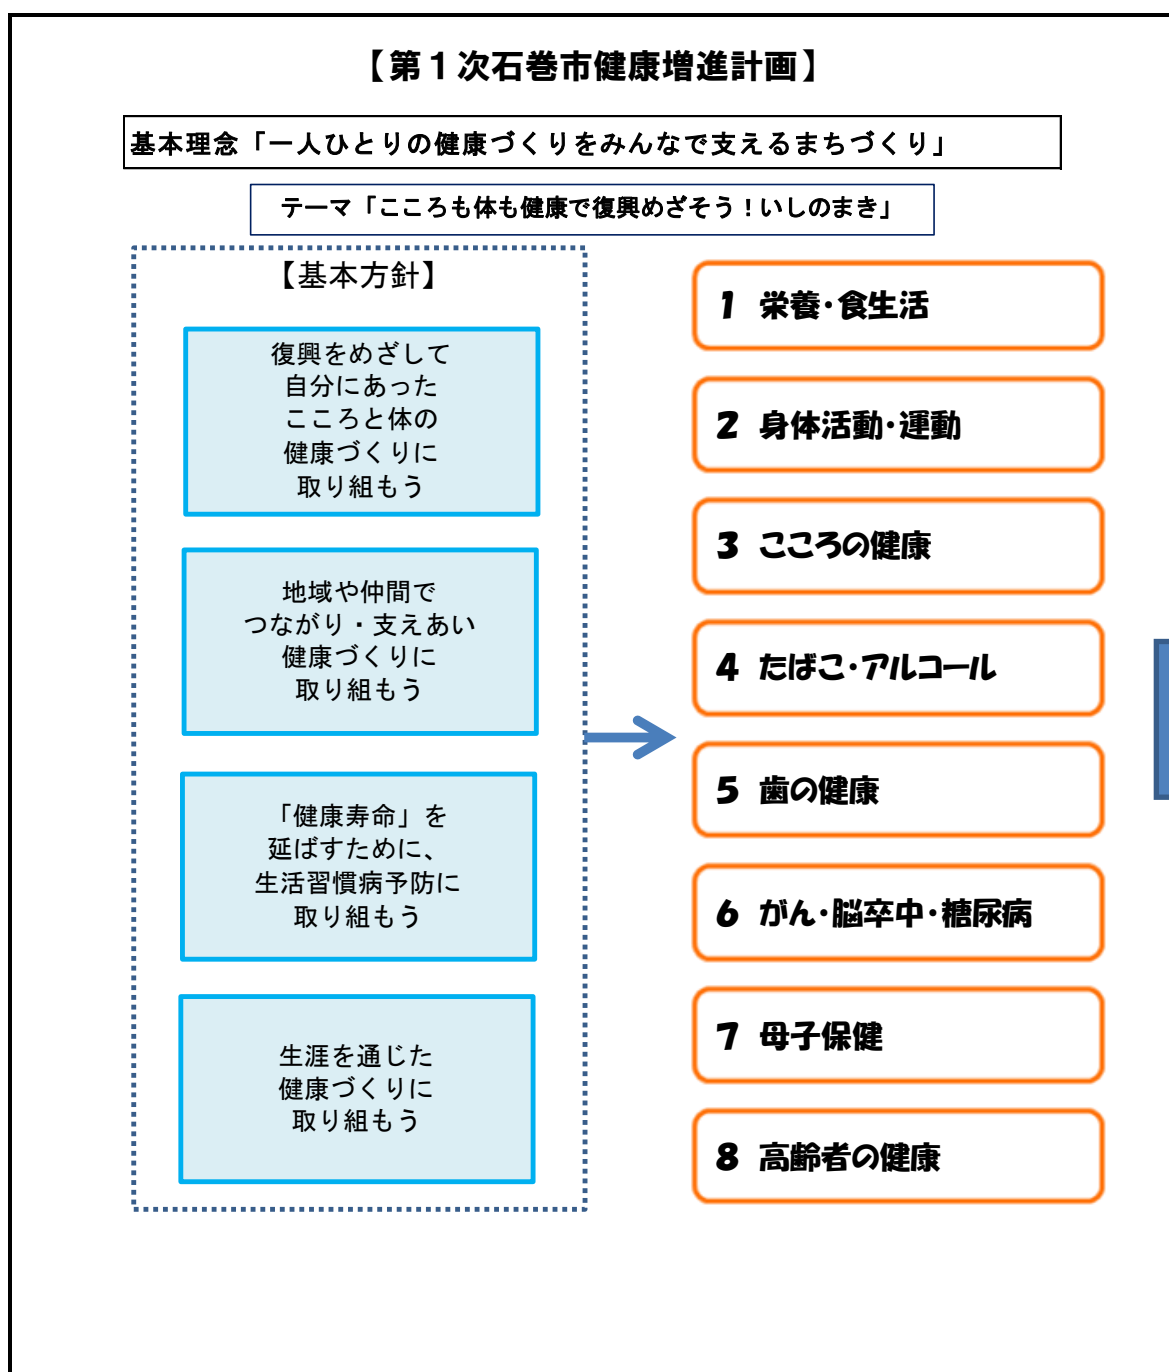 【第１次石巻市健康増進計画】
基本理念「一人ひとりの健康づくりをみんなで支えるまちづくり」
テーマ「こころも体も健康で復興めざそう！いしのまき」
【基本方針】
復興をめざして
自分にあった
こころと体の
健康づくりに
取り組もう
地域や仲間で
つながり・支えあい
健康づくりに
取り組もう
「健康寿命」を
延ばすために、
生活習慣病予防に
取り組もう
生涯を通じた
健康づくりに
取り組もう
1 栄養・食生活
2 身体活動・運動
3 こころの健康
4 たばこ・アルコール
5 歯の健康
6 がん・脳卒中・糖尿病
7 母子保健
8 高齢者の健康